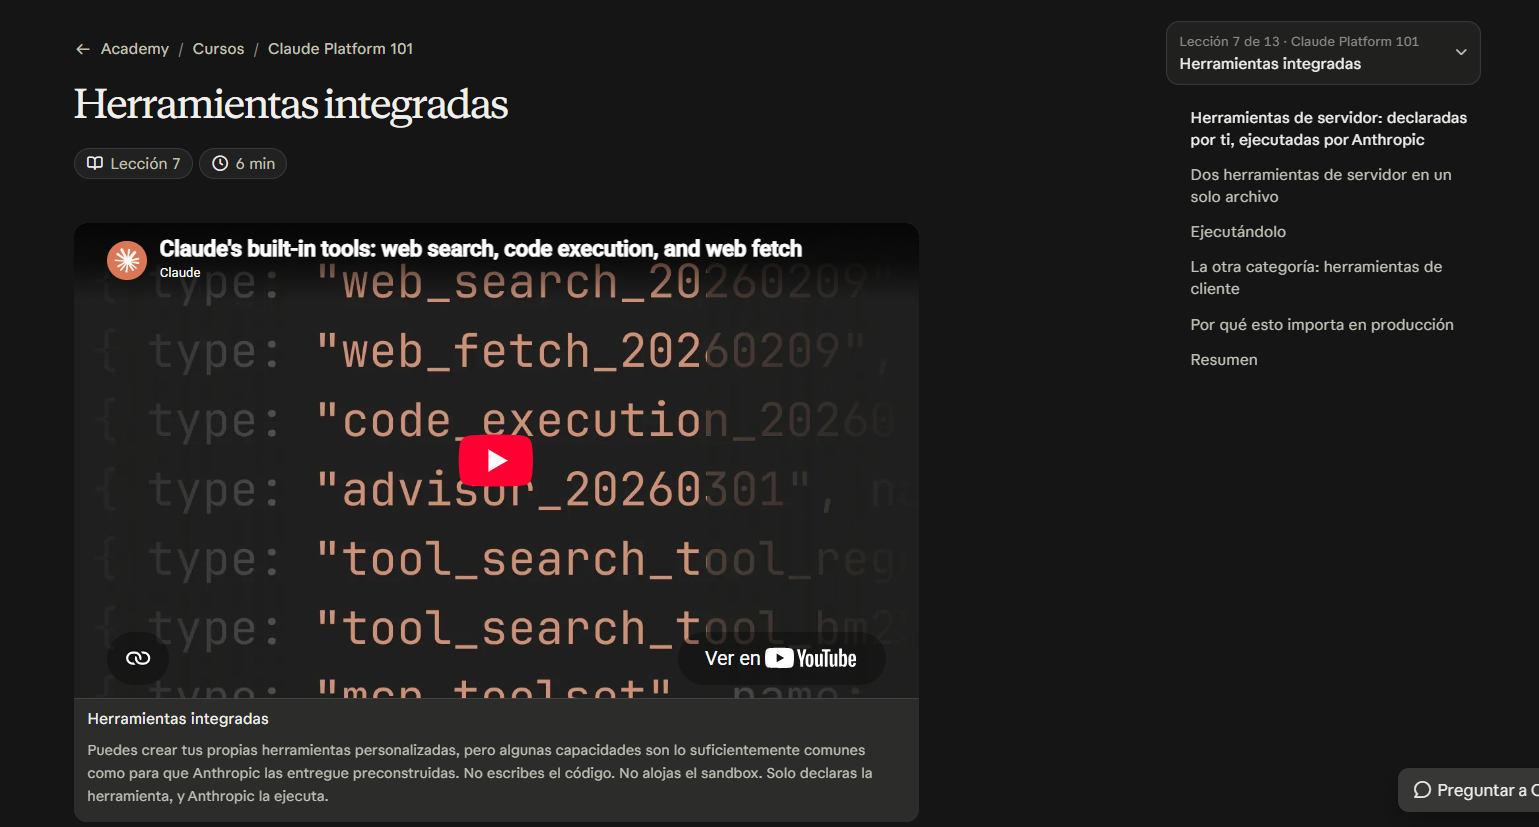 ← Academy / Cursos / Claude Platform 101
Herramientas integradas
Lección 7
6 min
Claude's built-in tools: web search, code execution, and web fetch
Claude
type: "web_search_20260209"
{ type: "web_fetch_20260209",
{ type: "code_execution_20260
{ type: "advisor_20260301", n
{ type: "tool_search_tool_reg
{ type: "tool_search_tool_bm2
type: "mcp_toolset" name:
Ver en YouTube
Herramientas integradas
Puedes crear tus propias herramientas personalizadas, pero algunas capacidades son lo suficientemente comunes
como para que Anthropic las entregue preconstruidas. No escribes el código. No alojas el sandbox. Solo declaras la
herramienta, y Anthropic la ejecuta.
Lección 7 de 13 · Claude Platform 101
Herramientas integradas
Herramientas de servidor: declaradas
por ti, ejecutadas por Anthropic
Dos herramientas de servidor en un
solo archivo
Ejecutándolo
La otra categoría: herramientas de
cliente
Por qué esto importa en producción
Resumen
Preguntar a C